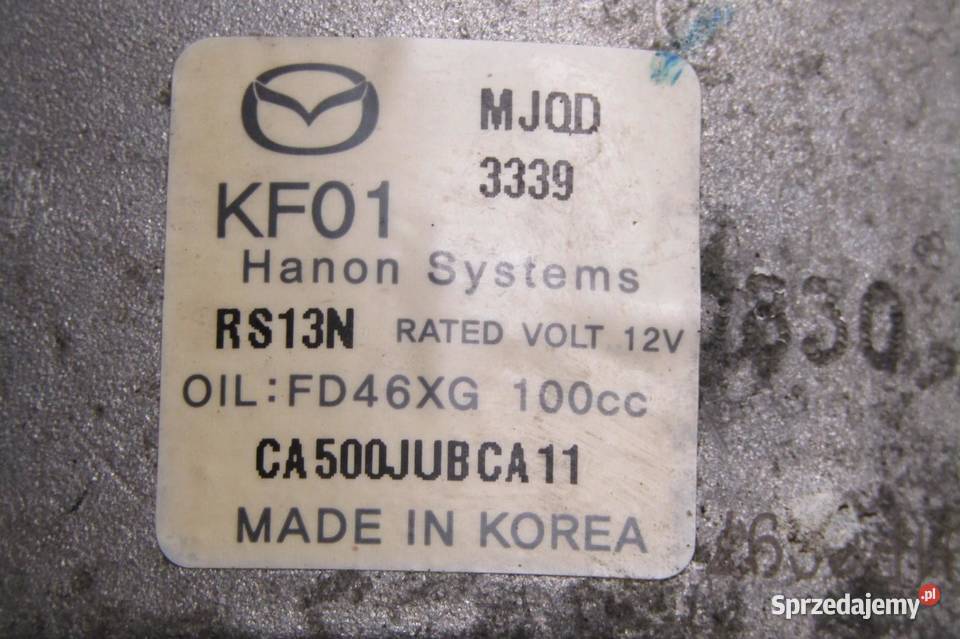 MJQD
3339
KF01
Hanon Systems
RS13N RATED VOLT 12V
OIL:FD46XG 100cc
CA500JUBCA11
MADE IN KOREA
Sprzedajemy.pl